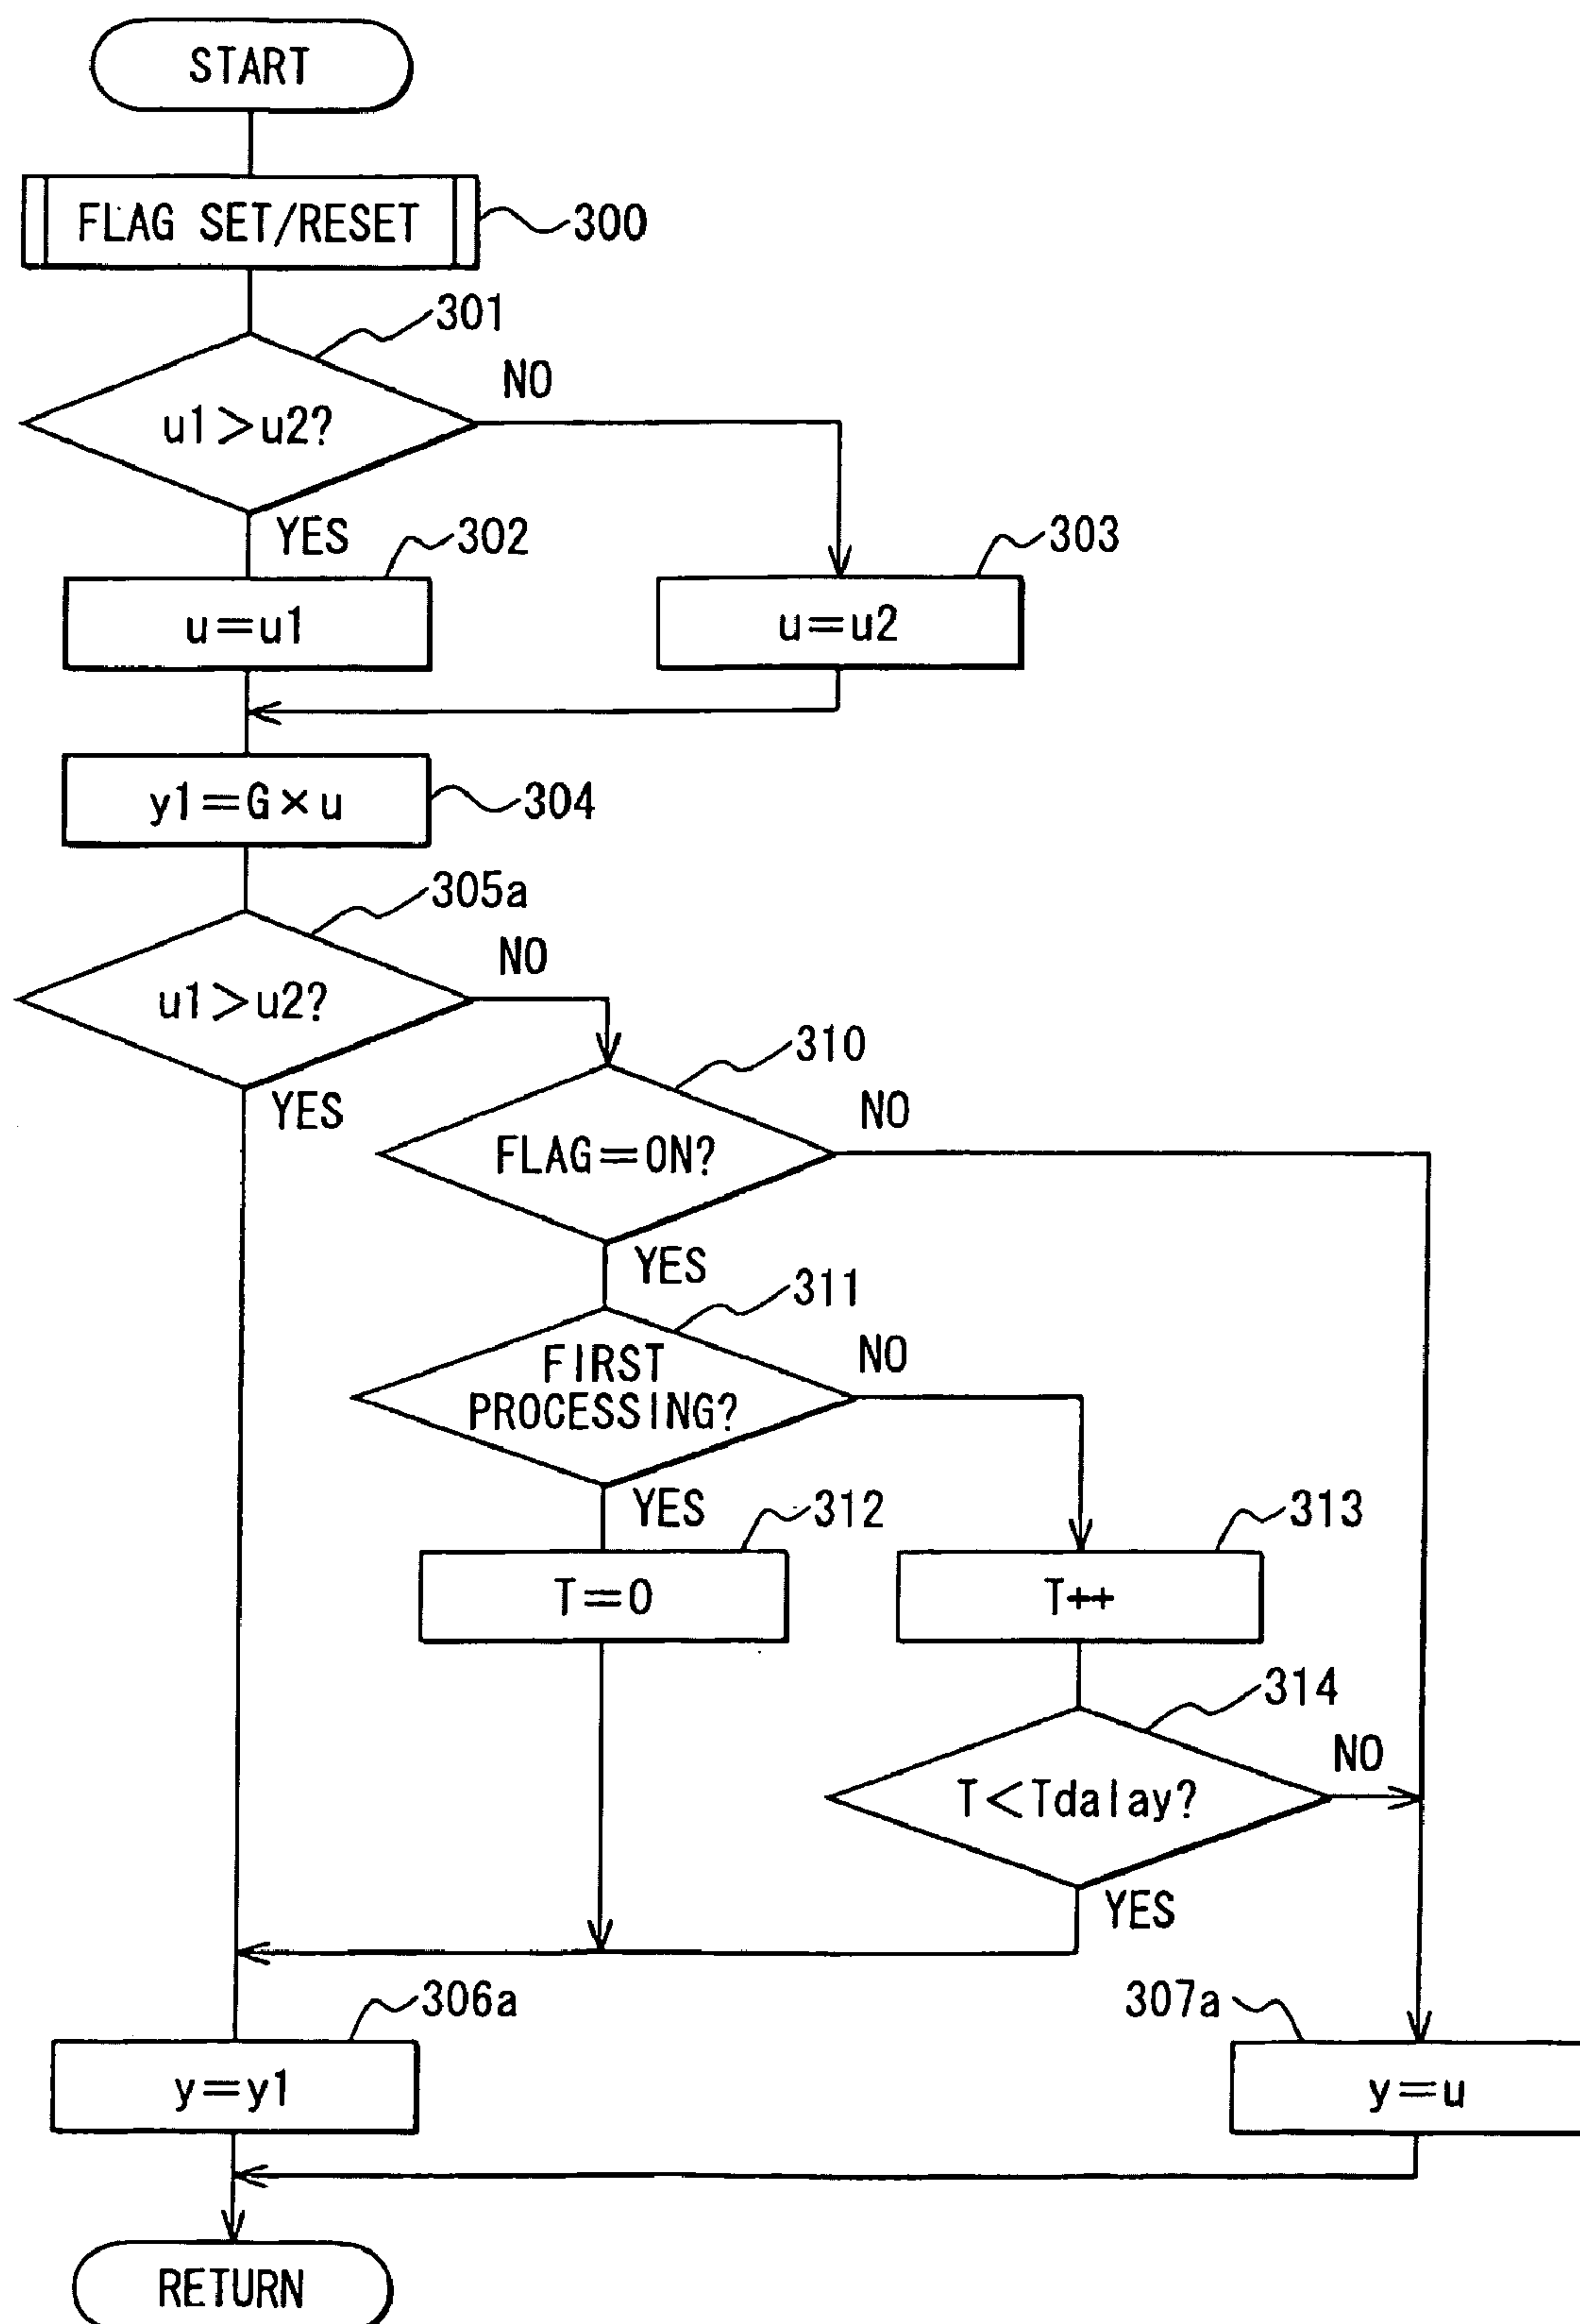 START
FLAG SET/RESET
300
301
u1>u2?
NO
YES
302
303
u=u1
u=u2
y1=G×u
304
305a
u1>u2?
NO
YES
310
FLAG=ON?
NO
YES
311
FIRST
PROCESSING?
NO
YES
312
313
T=0
T++
314
T<Tdalay?
NO
YES
306a
307a
y=y1
y=u
RETURN